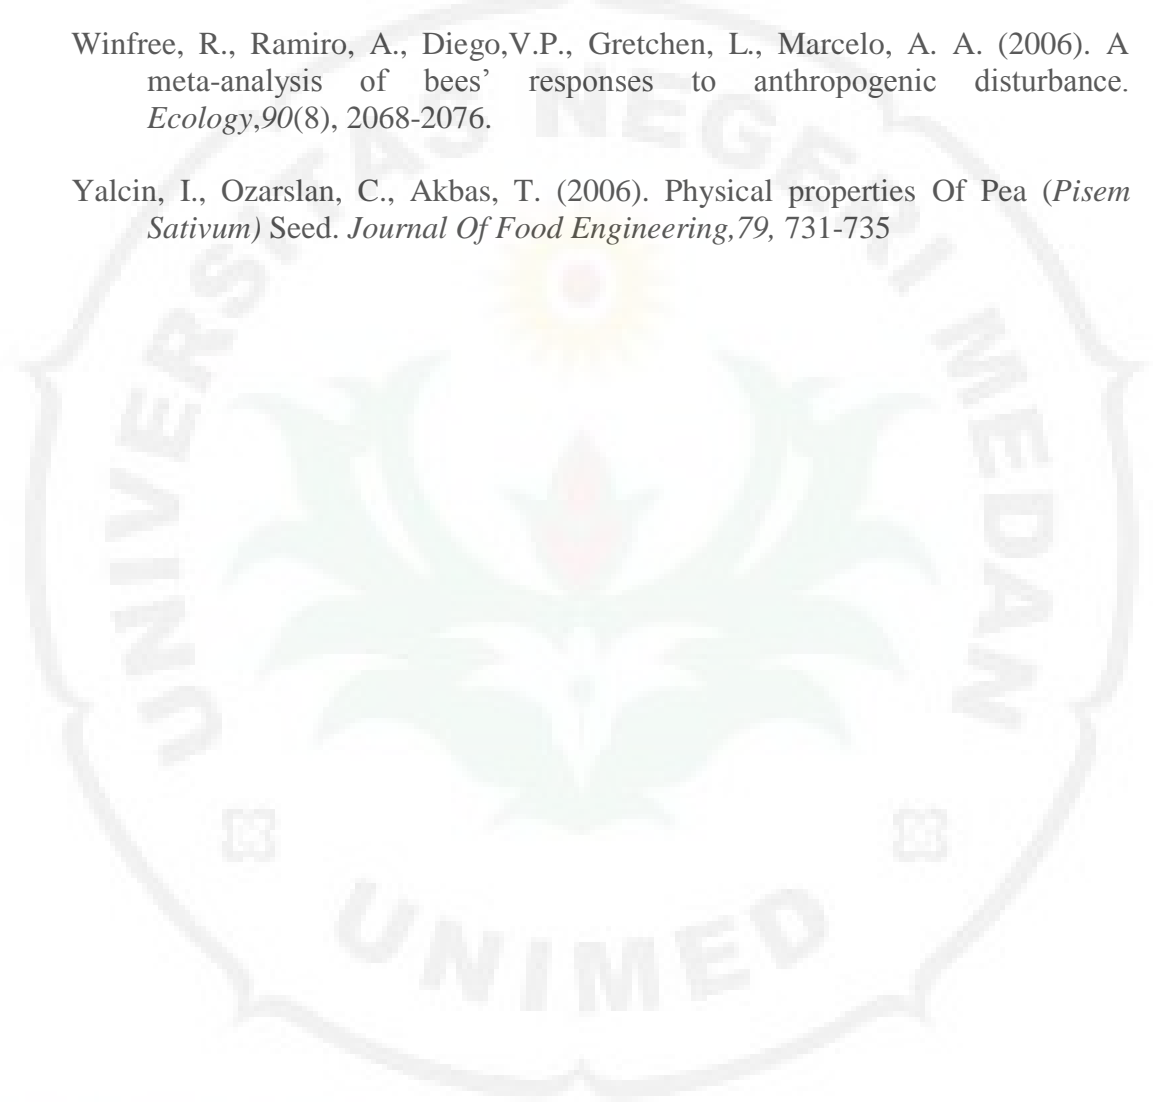 Winfree, R., Ramiro, A., Diego,V.P., Gretchen, L., Marcelo, A. A. (2006). A
meta-analysis of bees’ responses to anthropogenic disturbance.
Ecology,90(8), 2068-2076.
Yalcin, I., Ozarslan, C., Akbas, T. (2006). Physical properties Of Pea (Pisem
Sativum) Seed. Journal Of Food Engineering,79, 731-735
UNIVERSITAS NEGERI MEDAN
UNIMED